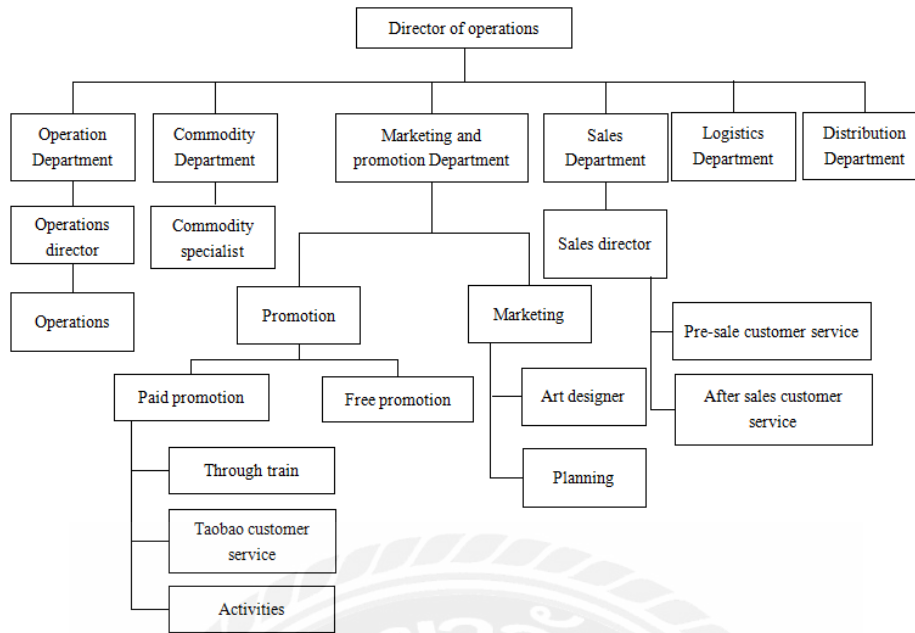 Director of operations
Operation
Department
Commodity
Department
Marketing and
promotion Department
Sales
Department
Logistics
Department
Distribution
Department
Operations
director
Commodity
specialist
Sales director
Operations
Promotion
Marketing
Pre-sale customer service
Paid promotion
Free promotion
Art designer
After sales customer
service
Through train
Planning
Taobao customer
service
Activities